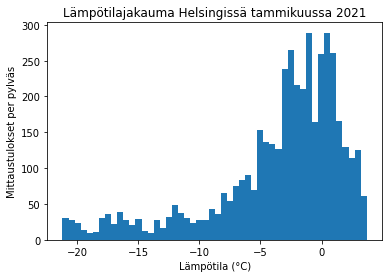 Lämpötilajakauma Helsingissä tammikuussa 2021
300
250
200
150
100
50
0
Mittaustulokset per pylväs
−20 −15 −10 −5 0
Lämpötila (°C)